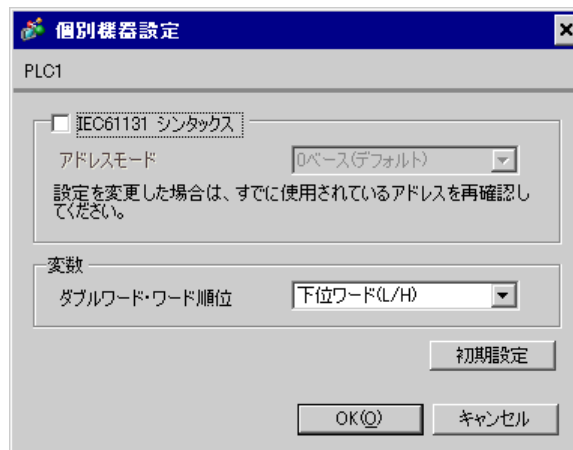 個別機器設定
PLC1
IEC61131 シンタックス
アドレスモード
0ベース(デフォルト)
設定を変更した場合は、すでに使用されているアドレスを再確認し
てください。
変数
ダブルワード・ワード順位
下位ワード(L/H)
初期設定
OK(O)
キャンセル